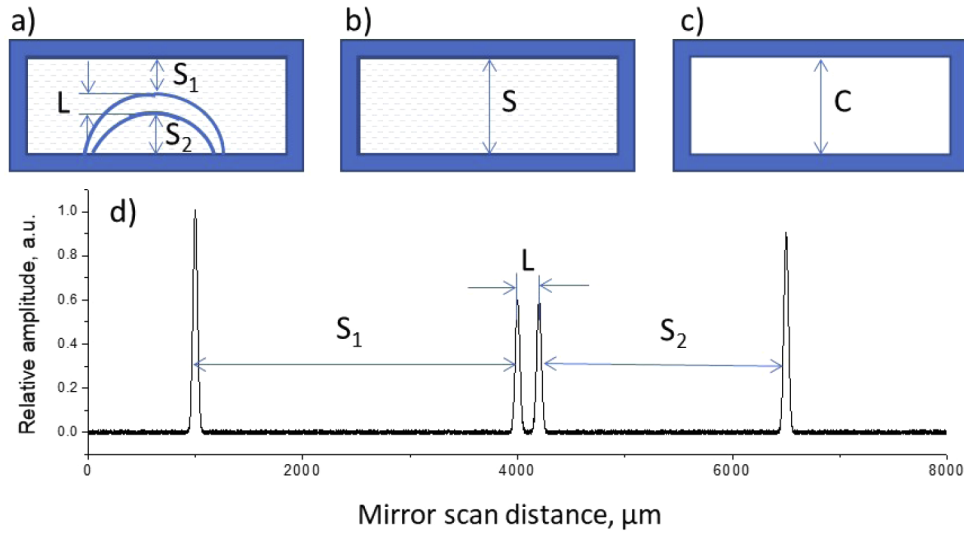 a)
S₁
L
S₂
b)
S
c)
C
d)
Relative amplitude, a.u.
1.0
0.8
0.6
0.4
0.2
0.0
L
S₁
S₂
0
2000
4000
6000
8000
Mirror scan distance, μm